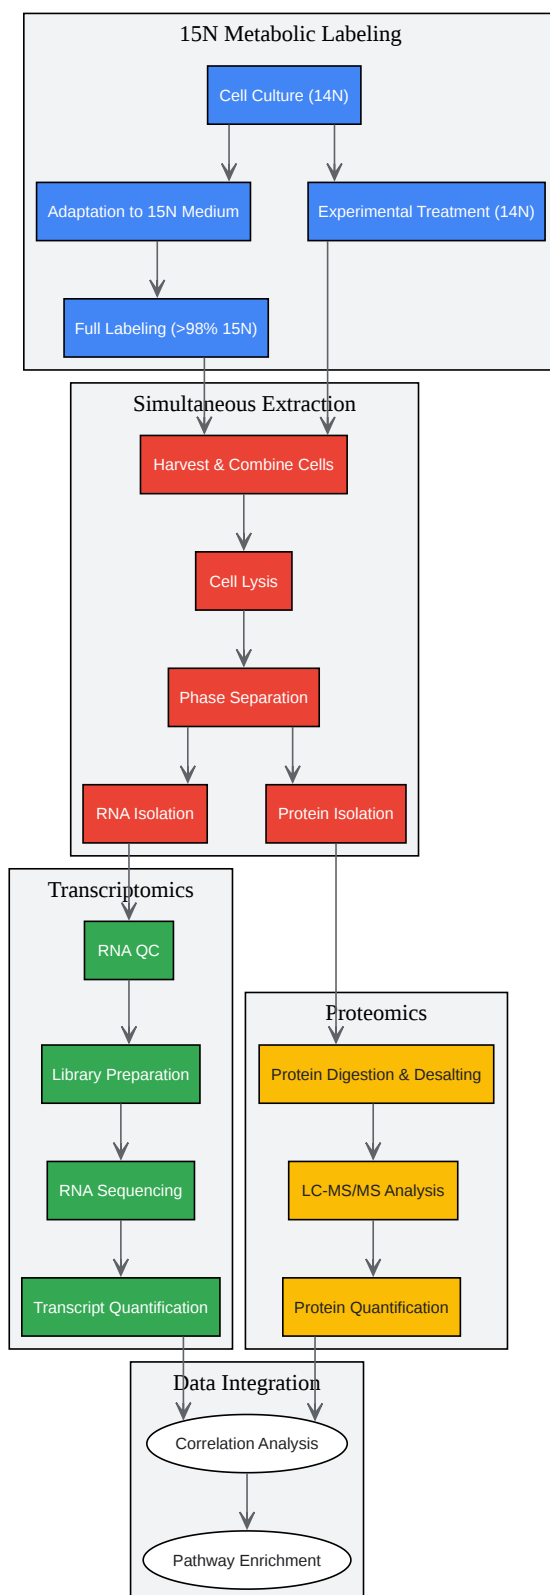 15N Metabolic Labeling
Cell Culture (14N)
Adaptation to 15N Medium
Experimental Treatment (14N)
Full Labeling (>98% 15N)
Simultaneous Extraction
Harvest & Combine Cells
Cell Lysis
Phase Separation
RNA Isolation
Protein Isolation
Transcriptomics
RNA QC
Library Preparation
RNA Sequencing
Transcript Quantification
Proteomics
Protein Digestion & Desalting
LC-MS/MS Analysis
Protein Quantification
Data Integration
Correlation Analysis
Pathway Enrichment